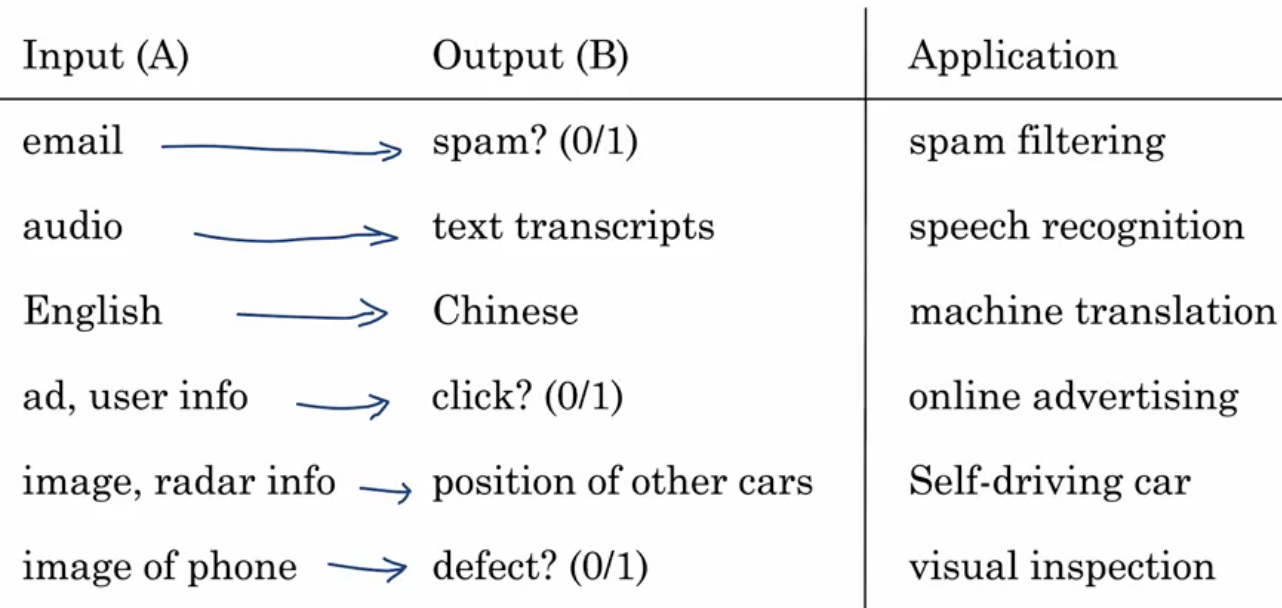 Input (A) Output (B) Application
email spam? (0/1) spam filtering
audio text transcripts speech recognition
English Chinese machine translation
ad, user info click? (0/1) online advertising
image, radar info position of other cars Self-driving car
image of phone defect? (0/1) visual inspection